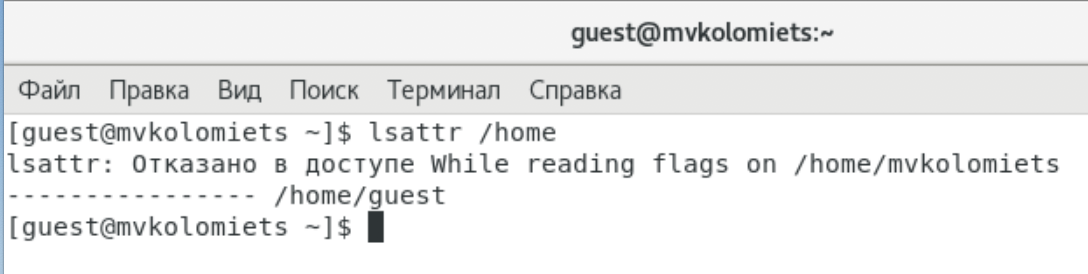 guest@mvkolomiets:~
Файл Правка Вид Поиск Терминал Справка
[guest@mvkolomiets ~]$ lsattr /home
lsattr: Отказано в доступе While reading flags on /home/mvkolomiets
---------------- /home/guest
[guest@mvkolomiets ~]$